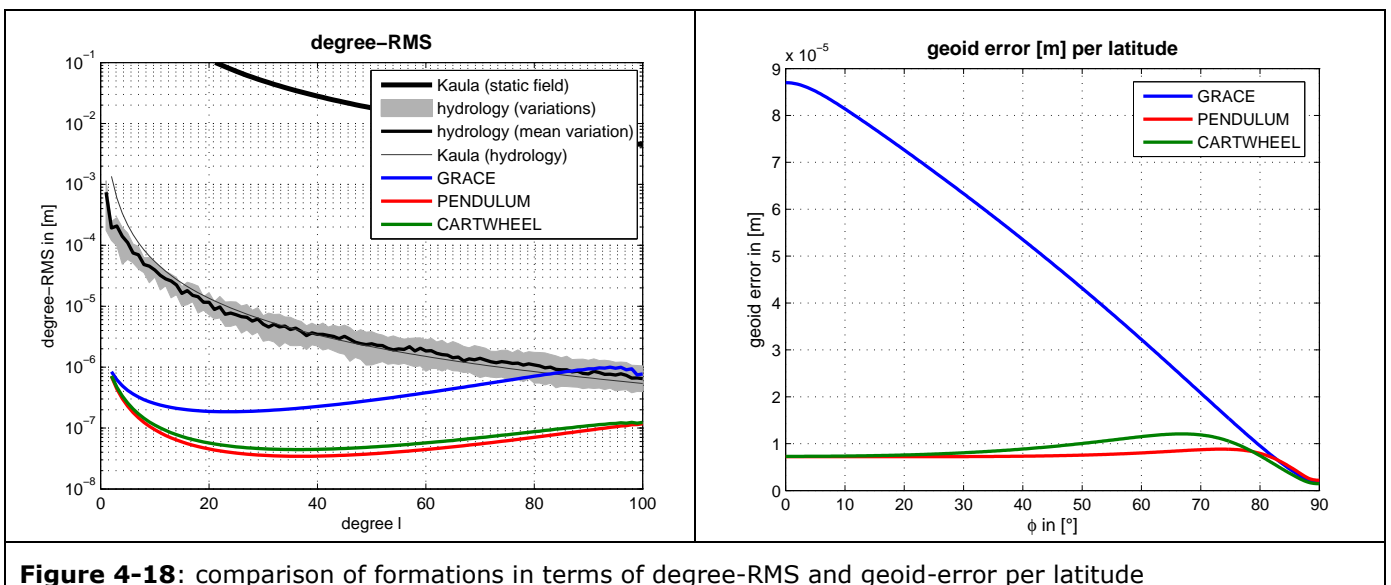 degree−RMS
10⁻¹
10⁻²
10⁻³
10⁻⁴
10⁻⁵
10⁻⁶
10⁻⁷
10⁻⁸
degree−RMS in [m]
0 20 40 60 80 100
degree l
Kaula (static field)
hydrology (variations)
hydrology (mean variation)
Kaula (hydrology)
GRACE
PENDULUM
CARTWHEEL
geoid error [m] per latitude
x 10⁻⁵
9
8
7
6
5
4
3
2
1
0
geoid error in [m]
0 10 20 30 40 50 60 70 80 90
ϕ in [°]
GRACE
PENDULUM
CARTWHEEL
Figure 4-18: comparison of formations in terms of degree-RMS and geoid-error per latitude